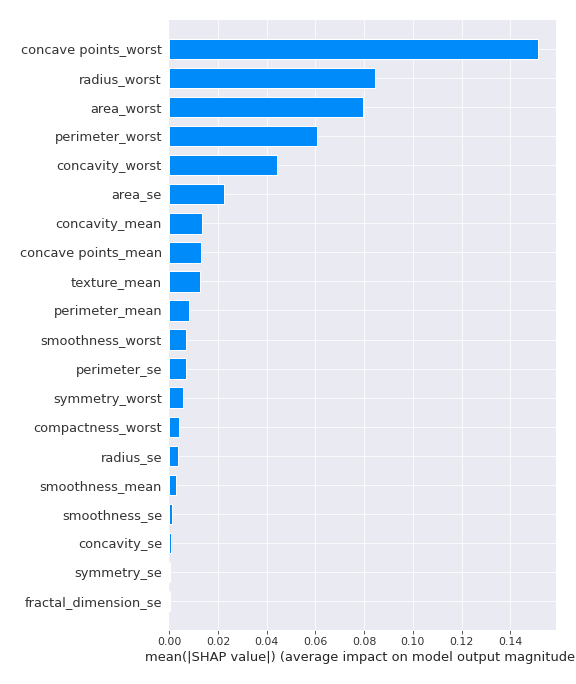 concave points_worst
radius_worst
area_worst
perimeter_worst
concavity_worst
area_se
concavity_mean
concave points_mean
texture_mean
perimeter_mean
smoothness_worst
perimeter_se
symmetry_worst
compactness_worst
radius_se
smoothness_mean
smoothness_se
concavity_se
symmetry_se
fractal_dimension_se
0.00 0.02 0.04 0.06 0.08 0.10 0.12 0.14
mean(|SHAP value|) (average impact on model output magnitude